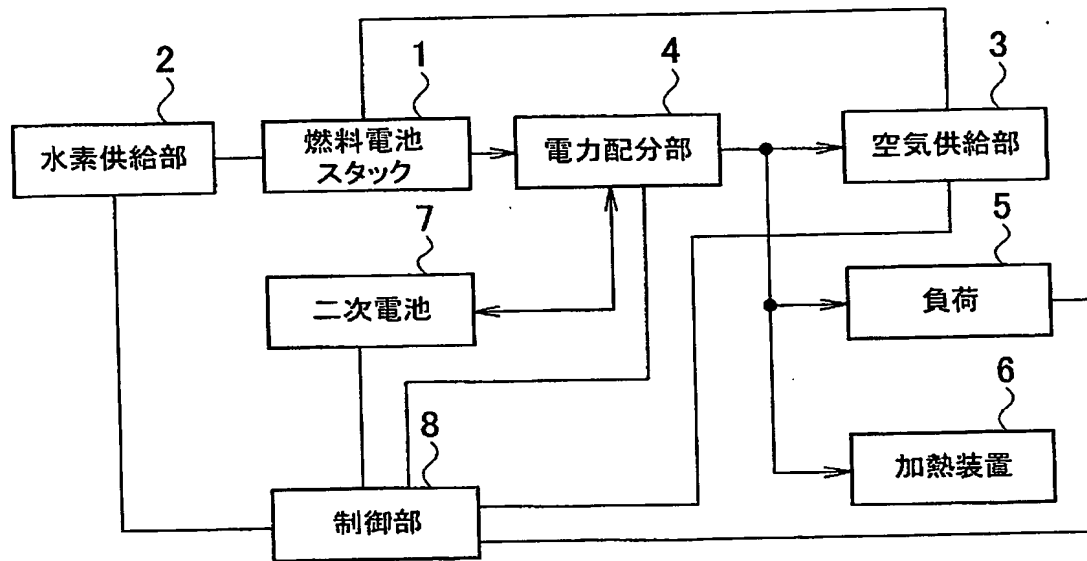 2
水素供給部
1
燃料電池
スタック
4
電力配分部
3
空気供給部
7
二次電池
5
負荷
8
制御部
6
加熱装置